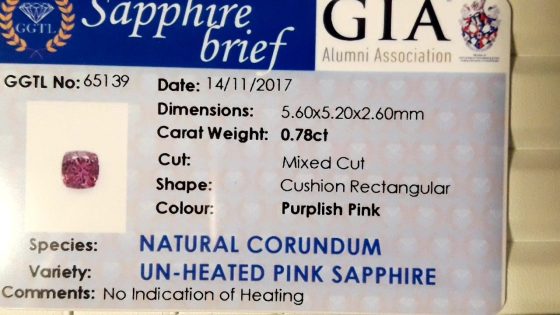 GGTL
Sapphire
brief
GIA
Alumni Association
GGTL No: 65139
Date: 14/11/2017
Dimensions: 5.60x5.20x2.60mm
Carat Weight: 0.78ct
Cut: Mixed Cut
Shape: Cushion Rectangular
Colour: Purplish Pink
Species: NATURAL CORUNDUM
Variety: UN-HEATED PINK SAPPHIRE
Comments: No Indication of Heating